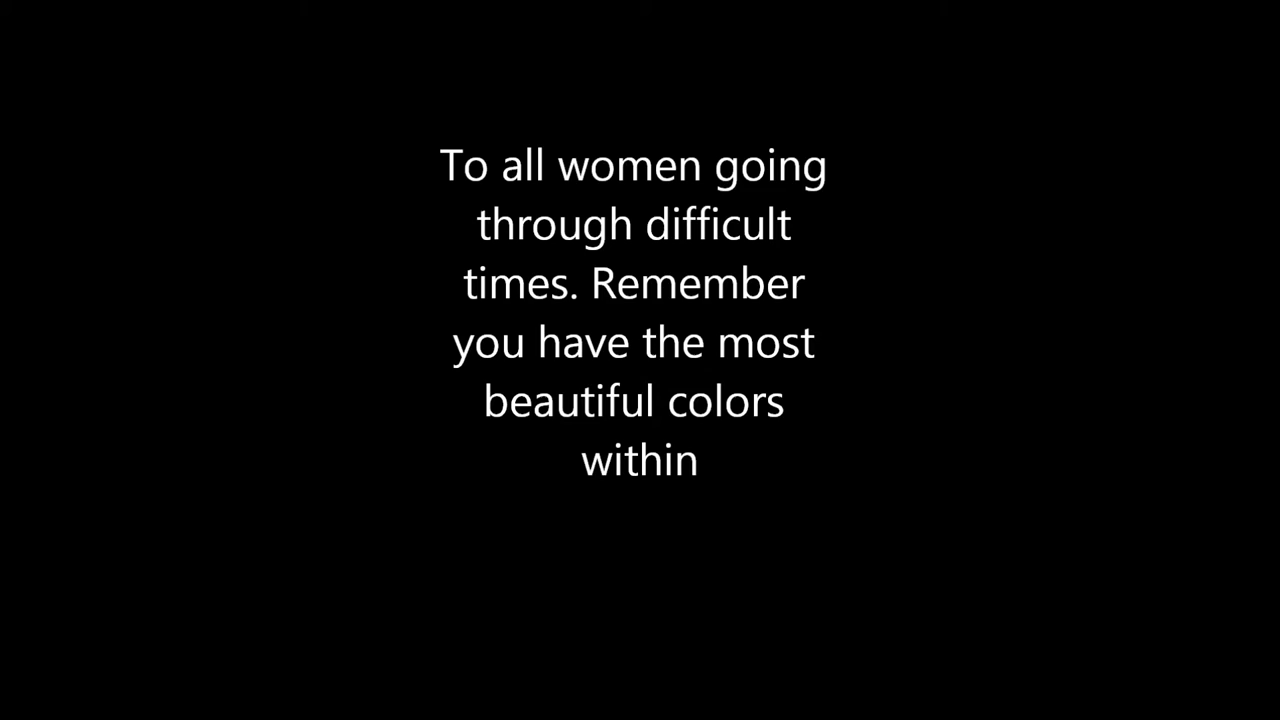 To all women going
through difficult
times. Remember
you have the most
beautiful colors
within